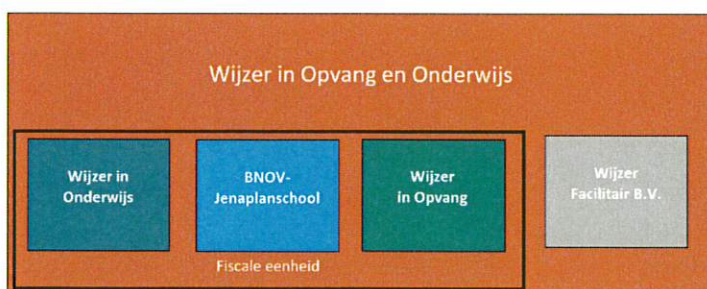 Wijzer in Opvang en Onderwijs
Wijzer in
Onderwijs
BNOV-
Jenaplanschool
Wijzer
in Opvang
Wijzer
Facilitair B.V.
Fiscale eenheid